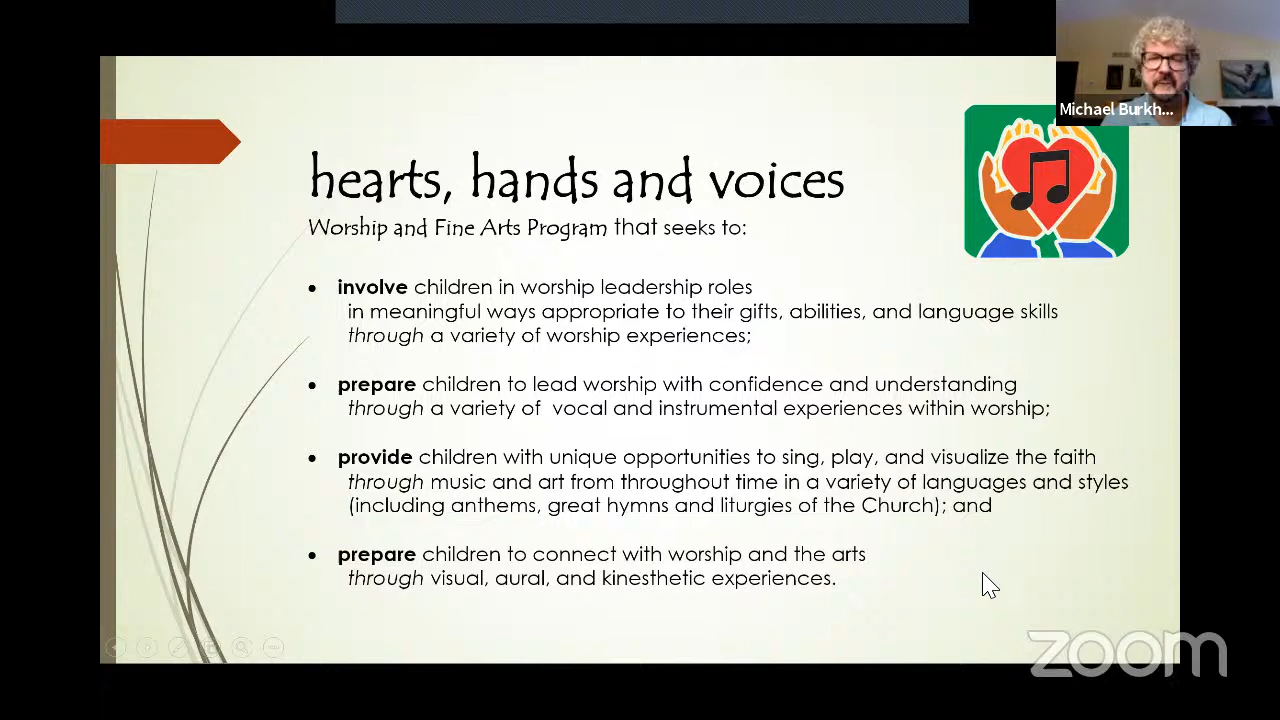 Michael Burkh...
hearts, hands and voices
Worship and Fine Arts Program that seeks to:
• involve children in worship leadership roles
in meaningful ways appropriate to their gifts, abilities, and language skills
through a variety of worship experiences;
• prepare children to lead worship with confidence and understanding
through a variety of vocal and instrumental experiences within worship;
• provide children with unique opportunities to sing, play, and visualize the faith
through music and art from throughout time in a variety of languages and styles
(including anthems, great hymns and liturgies of the Church); and
• prepare children to connect with worship and the arts
through visual, aural, and kinesthetic experiences.
zoom